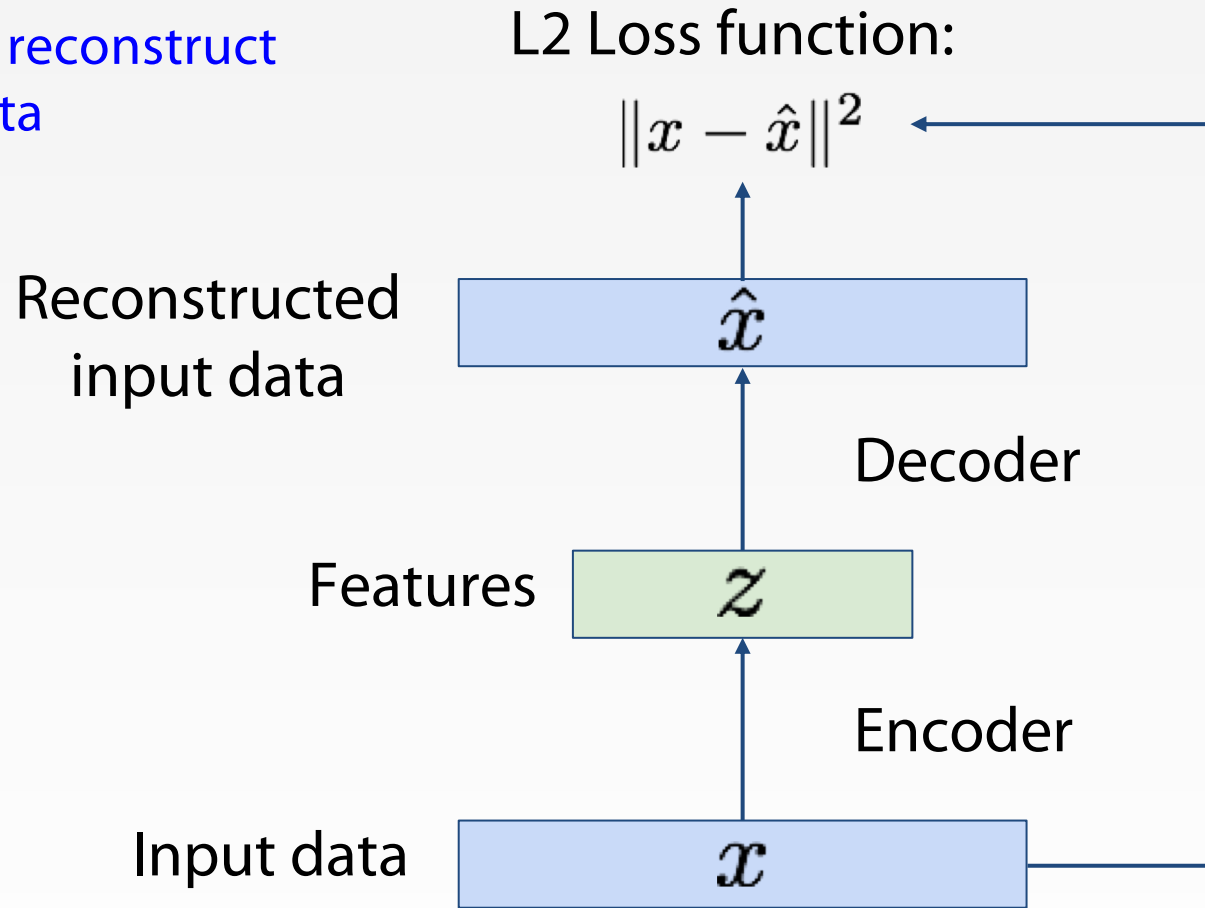 reconstruct
ta
L2 Loss function:
‖x − x̂‖²
Reconstructed
input data
x̂
Decoder
Features
z
Encoder
Input data
x